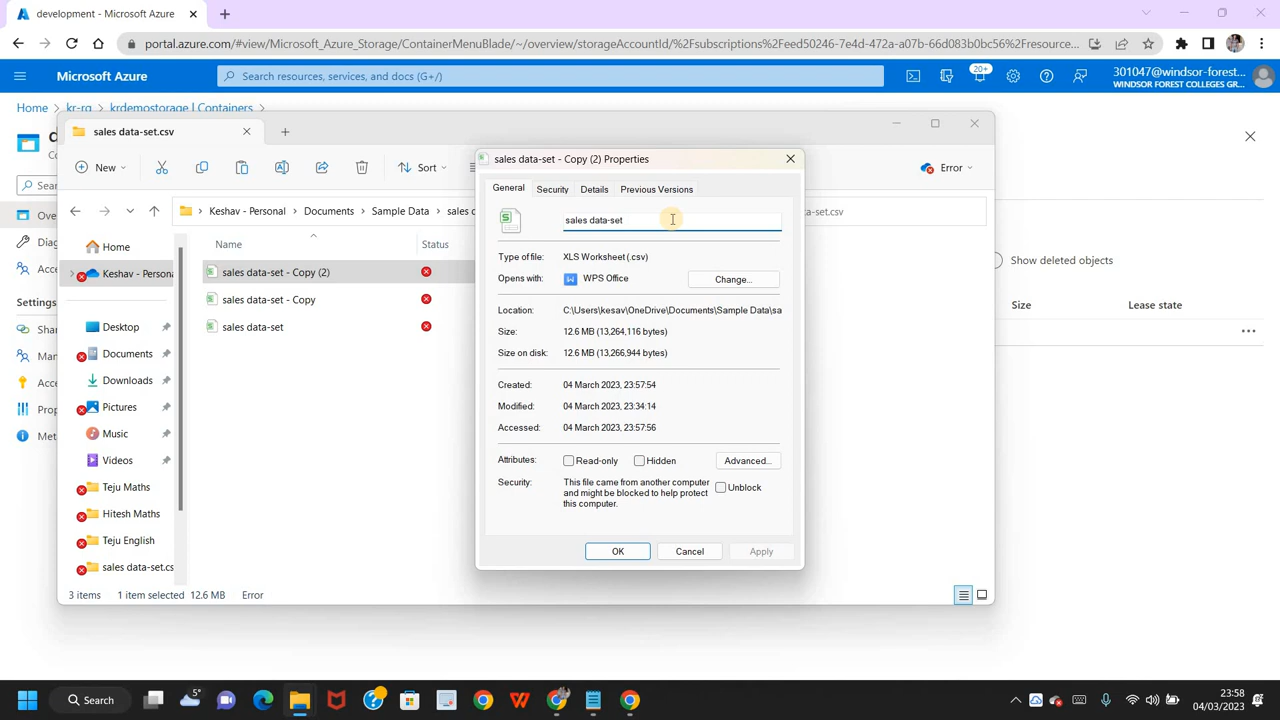 development - Microsoft Azure
portal.azure.com/#view/Microsoft_Azure_Storage/ContainerMenuBlade/~/overview/storageAccountId/%2Fsubscriptions%2Feed50246-7e4d-472a-a07b-66d083b0bc56%2Fresource...
Microsoft Azure
Search resources, services, and docs (G+/)
20+
301047@windsor-forest...
WINDSOR FOREST COLLEGES GR...
Home
kr-rg
krdemostorage | Containers
sales data-set.csv
sales data-set - Copy (2) Properties
New
Sort
Error
General
Security
Details
Previous Versions
Keshav - Personal
Documents
Sample Data
sales d
ta-set.csv
sales data-set
Name
Status
Home
XLS Worksheet (.csv)
Type of file:
Show deleted objects
Keshav - Persona
sales data-set - Copy (2)
Opens with:
WPS Office
Change...
sales data-set - Copy
Size
Lease state
Location:
C:\Users\kesav\OneDrive\Documents\Sample Data\sa
Desktop
sales data-set
Size:
12.6 MB (13,264,116 bytes)
Documents
Size on disk:
12.6 MB (13,266,944 bytes)
Downloads
Created:
04 March 2023, 23:57:54
Pictures
Modified:
04 March 2023, 23:34:14
Music
Accessed:
04 March 2023, 23:57:56
Videos
Attributes:
Read-only
Hidden
Advanced...
Teju Maths
Security:
This file came from another computer
and might be blocked to help protect
this computer.
Unblock
Hitesh Maths
Teju English
OK
Cancel
Apply
sales data-set.cs
3 items
1 item selected
12.6 MB
Error
Sear
Ove
Diag
Acce
Settings
Shar
Man
Acce
Prop
Met
Search
5°
23:58
04/03/2023